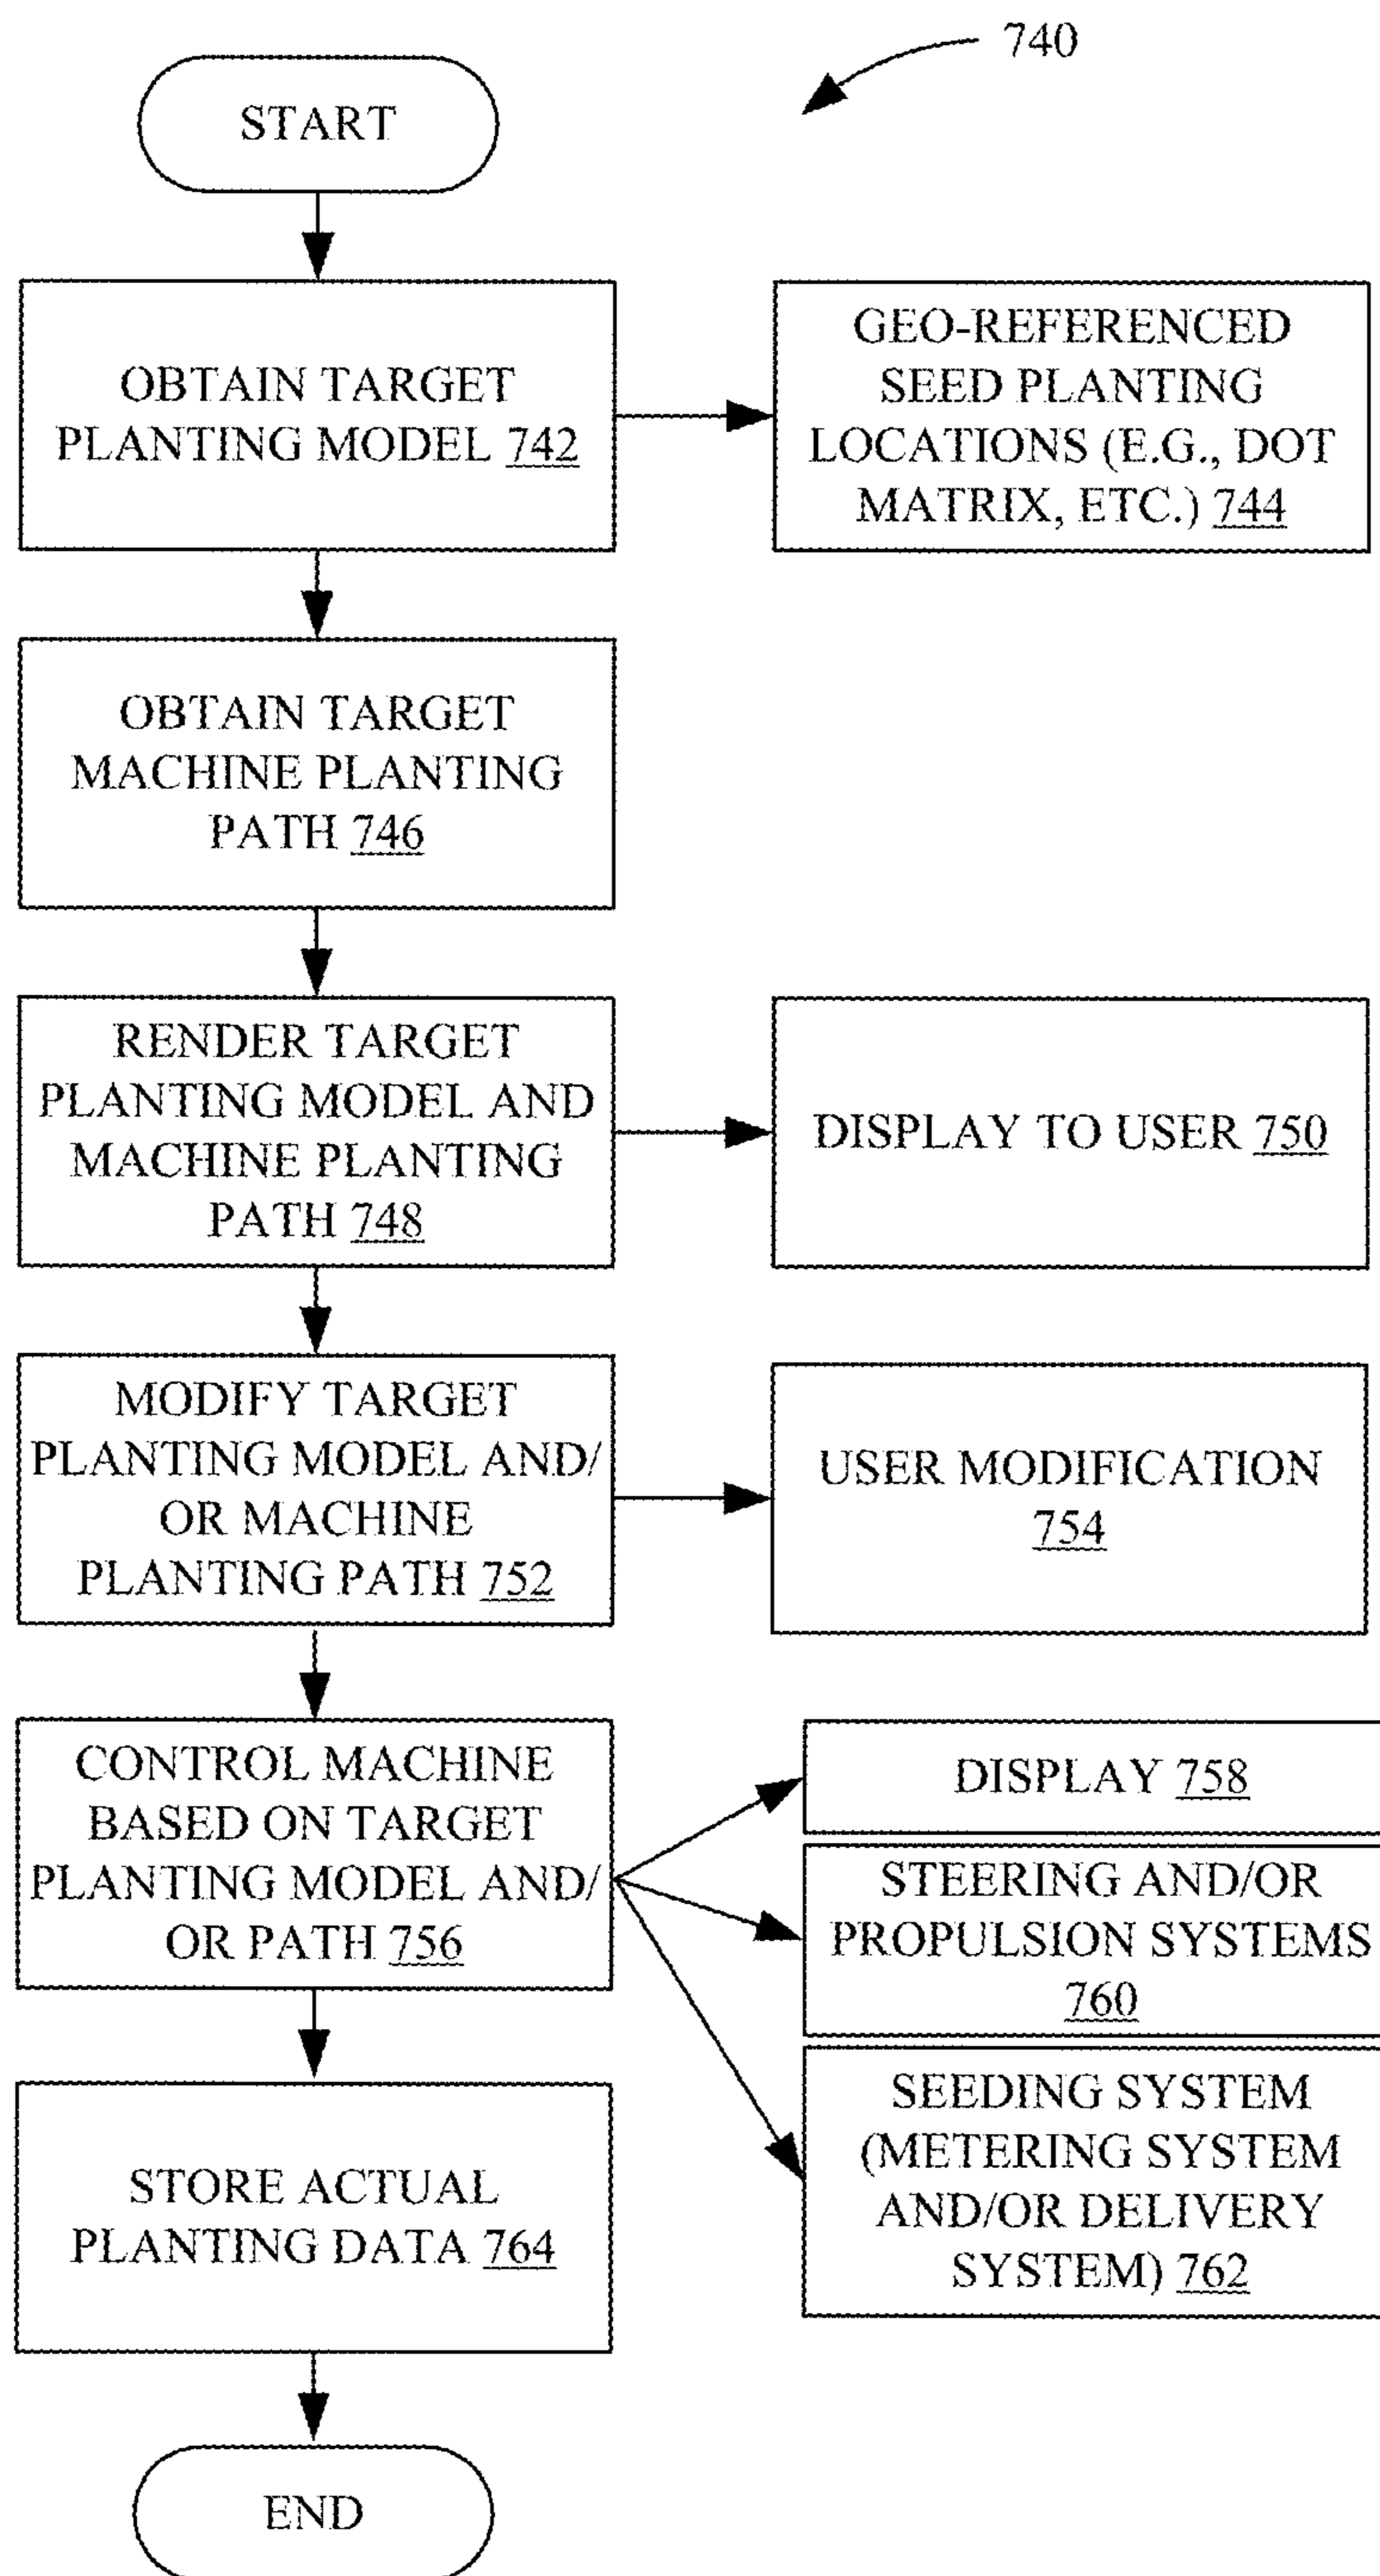 740
START
OBTAIN TARGET
PLANTING MODEL 742
GEO-REFERENCED
SEED PLANTING
LOCATIONS (E.G., DOT
MATRIX, ETC.) 744
OBTAIN TARGET
MACHINE PLANTING
PATH 746
RENDER TARGET
PLANTING MODEL AND
MACHINE PLANTING
PATH 748
DISPLAY TO USER 750
MODIFY TARGET
PLANTING MODEL AND/
OR MACHINE
PLANTING PATH 752
USER MODIFICATION
754
CONTROL MACHINE
BASED ON TARGET
PLANTING MODEL AND/
OR PATH 756
DISPLAY 758
STEERING AND/OR
PROPULSION SYSTEMS
760
SEEDING SYSTEM
(METERING SYSTEM
AND/OR DELIVERY
SYSTEM) 762
STORE ACTUAL
PLANTING DATA 764
END